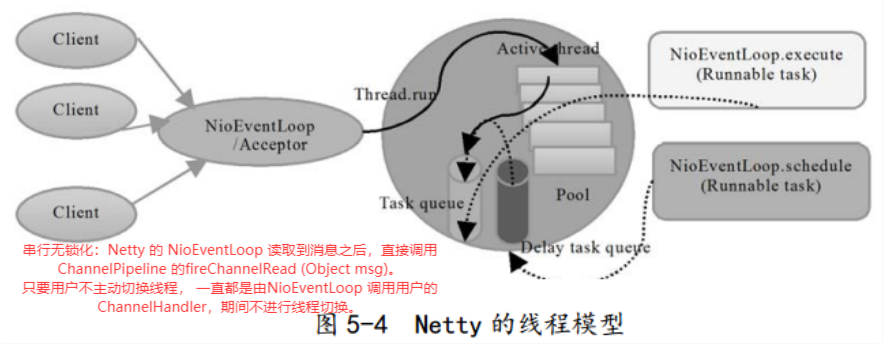 Client
Client
Client
NioEventLoop
/Acceptor
Thread.run
Active thread
Pool
Task queue
Delay task queue
NioEventLoop.execute
(Runnable task)
NioEventLoop.schedule
(Runnable task)
串行无锁化：Netty 的 NioEventLoop 读取到消息之后，直接调用
ChannelPipeline 的fireChannelRead (Object msg)。
只要用户不主动切换线程， 一直都是由NioEventLoop 调用用户的
ChannelHandler，期间不进行线程切换。
图 5-4 Netty 的线程模型